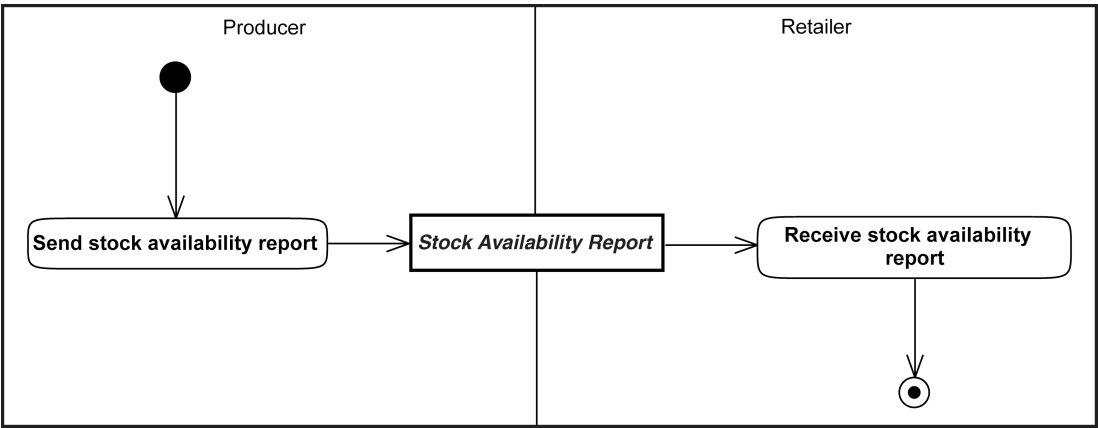 Producer
Retailer
Send stock availability report
Stock Availability Report
Receive stock availability
report